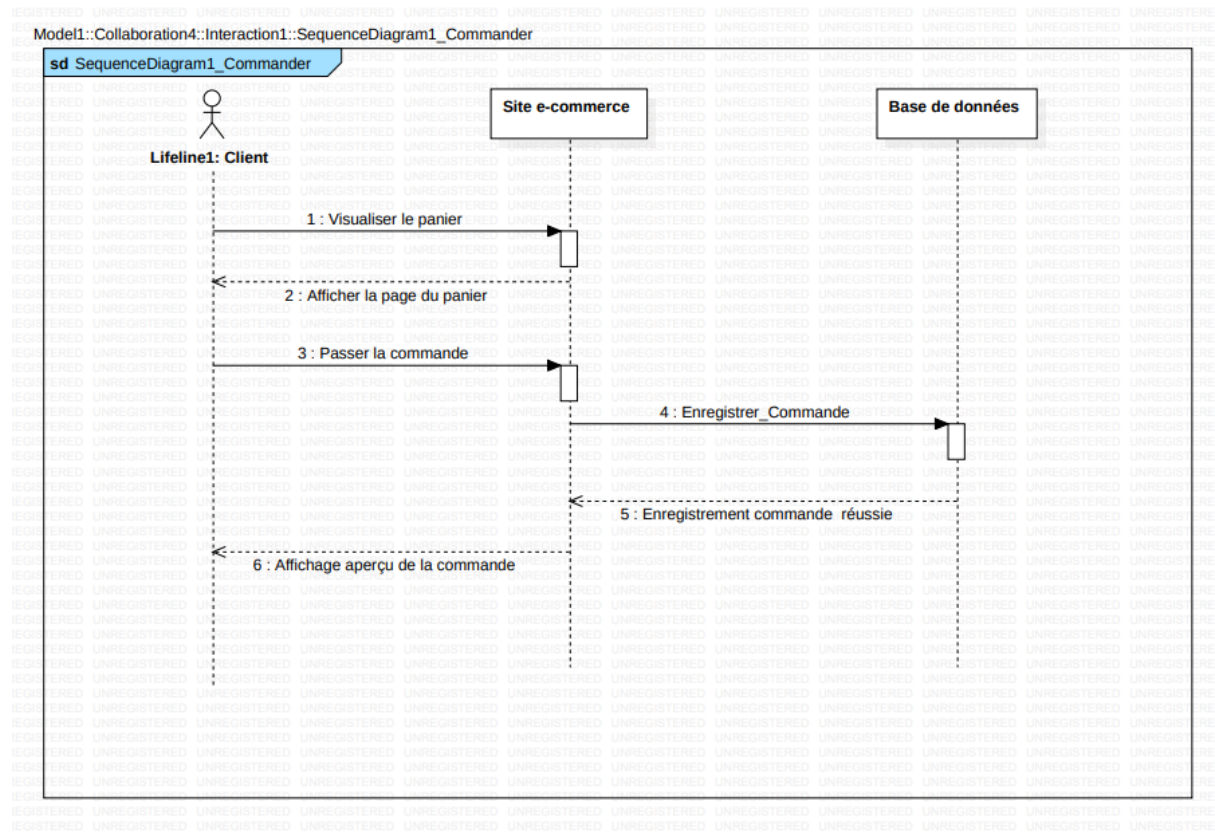 Model1::Collaboration4::Interaction1::SequenceDiagram1_Commander
sd SequenceDiagram1_Commander
Site e-commerce
Base de données
Lifeline1: Client
1 : Visualiser le panier
2 : Afficher la page du panier
3 : Passer la commande
4 : Enregistrer_Commande
5 : Enregistrement commande  réussie
6 : Affichage aperçu de la commande
UNREGISTERED